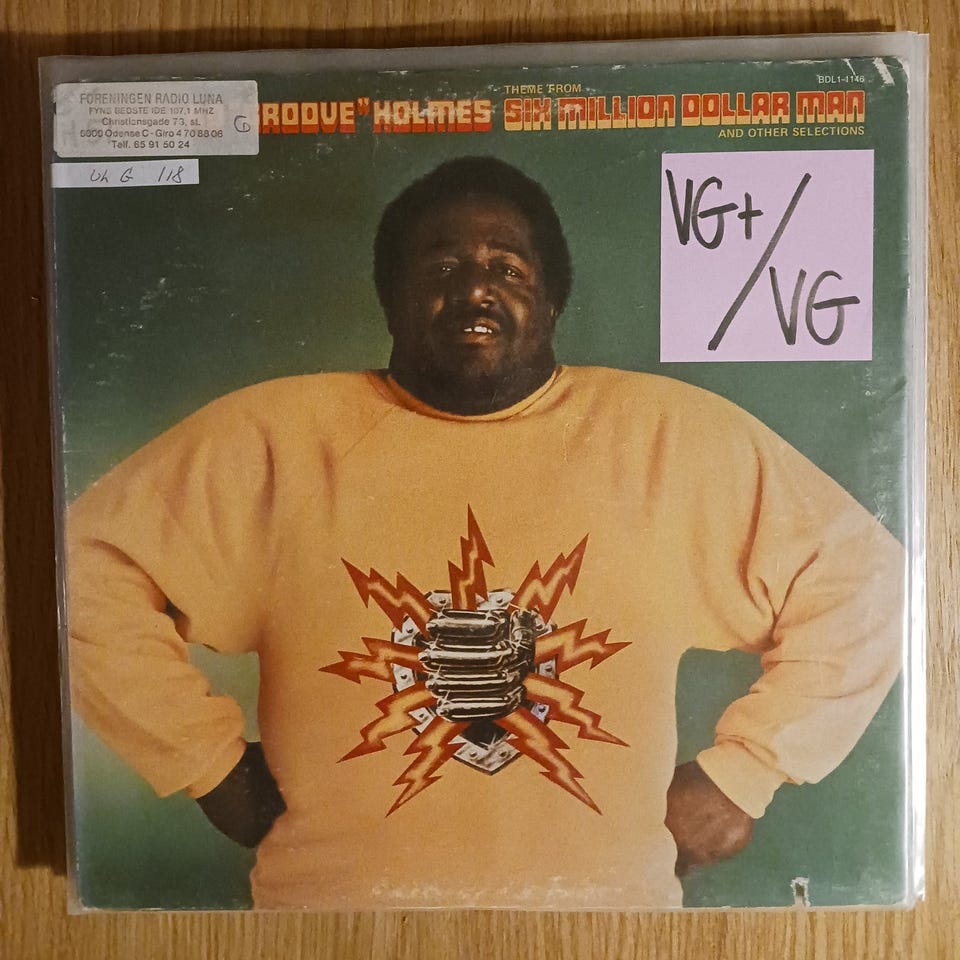 FORENINGEN RADIO LUNA
FYNS BEDSTE IDE 107,1 MHZ
Christiansgade 73, st.
5000 Odense C - Giro 4 70 88 06
Telf. 65 91 50 24
G
UL G 118
GROOVE" HOLMES
BDL1-1146
THEME FROM
SIX MILLION DOLLAR MAN
AND OTHER SELECTIONS
VG+/
VG